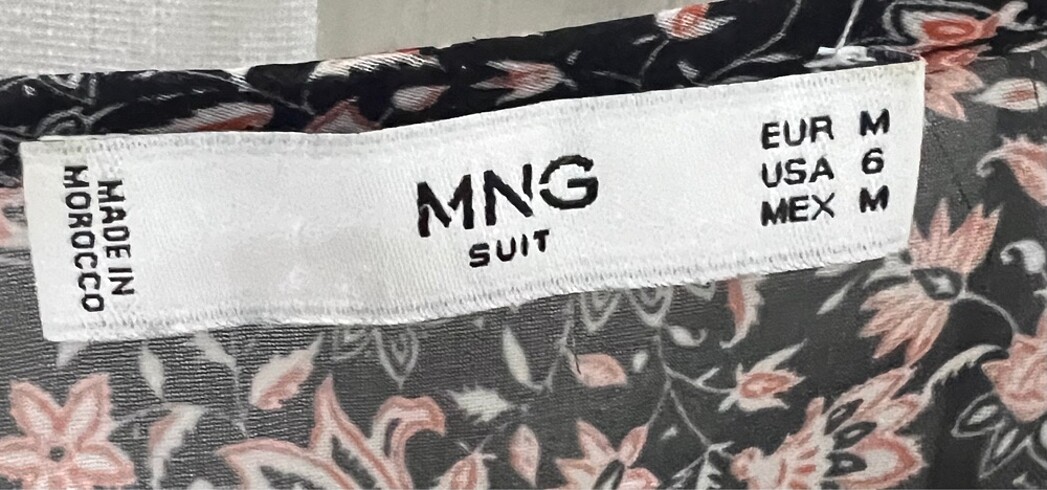 MADE IN
MOROCCO
MNG
SUIT
EUR M
USA 6
MEX M